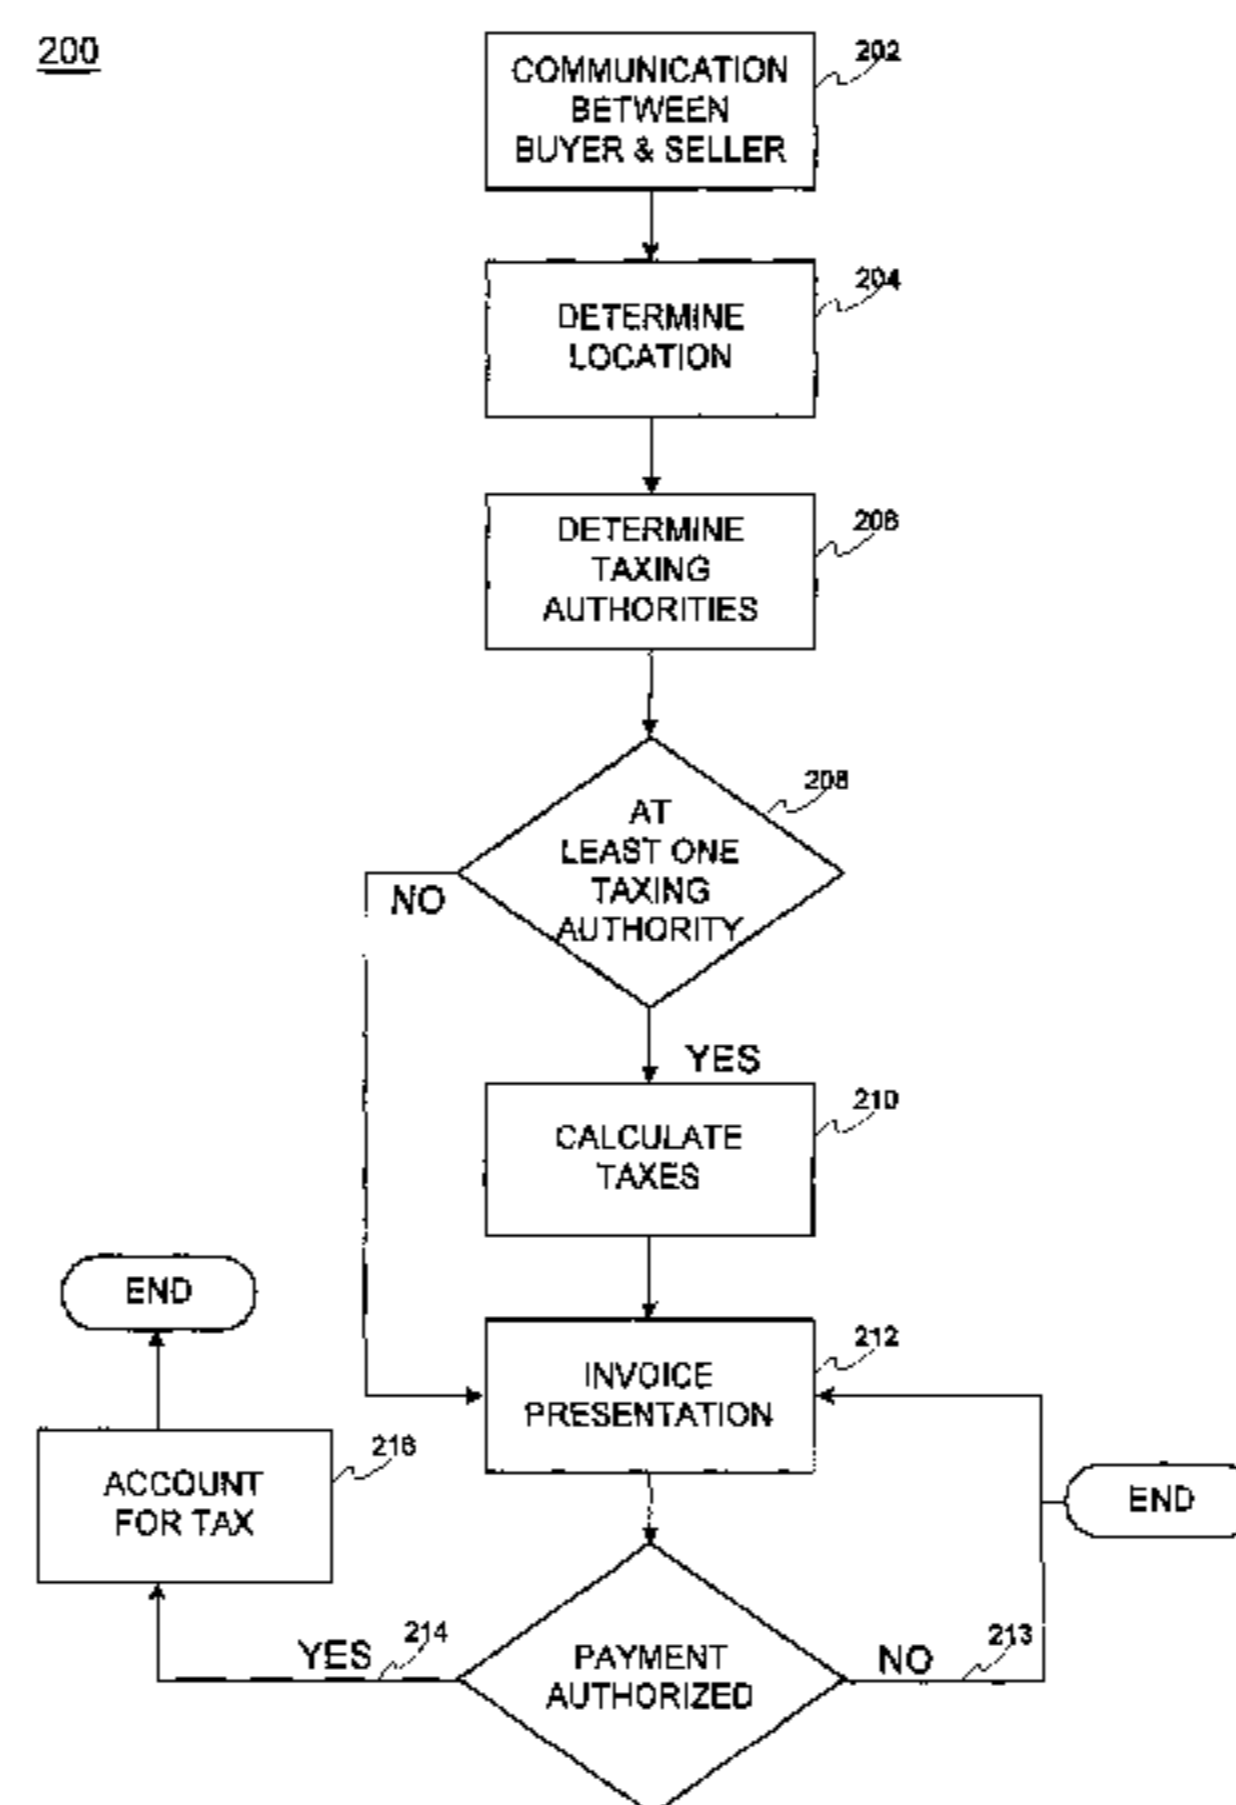 200
COMMUNICATION
BETWEEN
BUYER & SELLER
202
DETERMINE
LOCATION
204
DETERMINE
TAXING
AUTHORITIES
206
AT
LEAST ONE
TAXING
AUTHORITY
208
NO
YES
CALCULATE
TAXES
210
END
INVOICE
PRESENTATION
212
ACCOUNT
FOR TAX
216
END
PAYMENT
AUTHORIZED
YES
214
NO
213